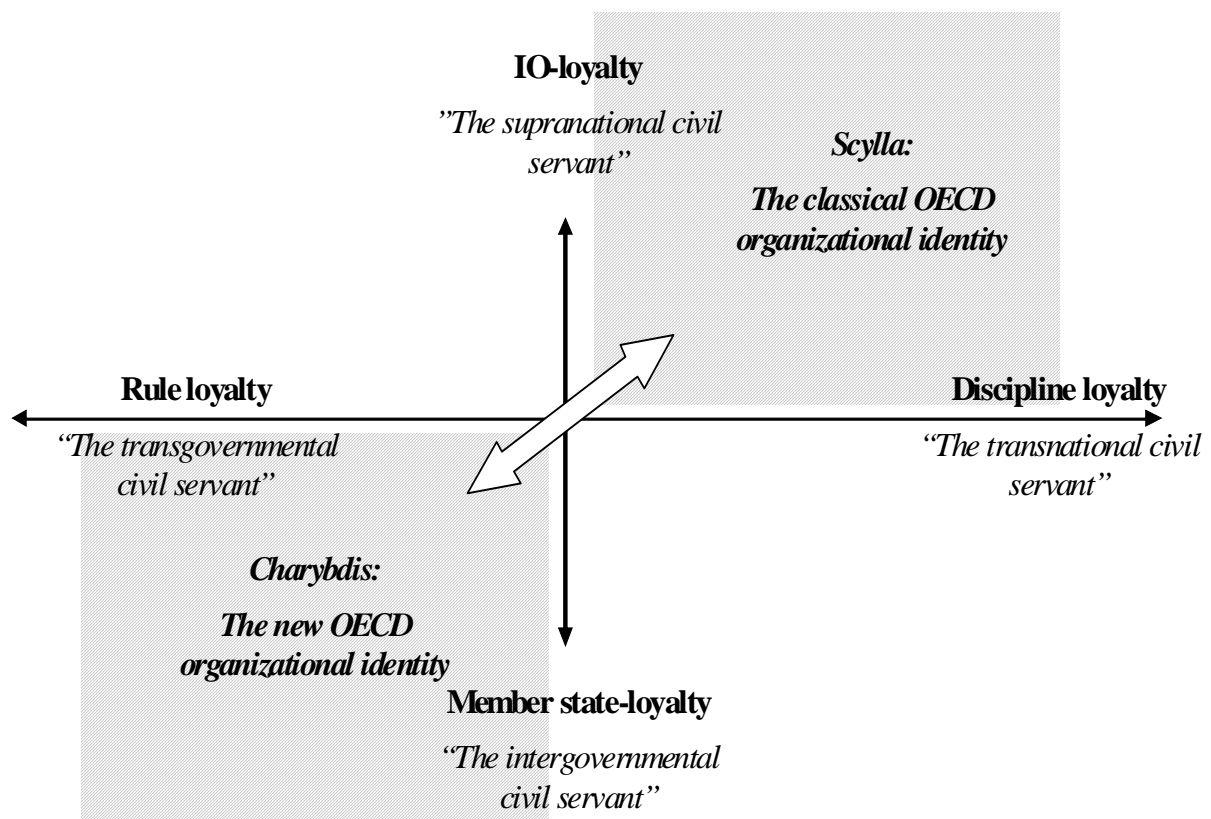 IO-loyalty
”The supranational civil
servant”
Scylla:
The classical OECD
organizational identity
Rule loyalty
“The transgovernmental
civil servant”
Discipline loyalty
“The transnational civil
servant”
Charybdis:
The new OECD
organizational identity
Member state-loyalty
“The intergovernmental
civil servant”